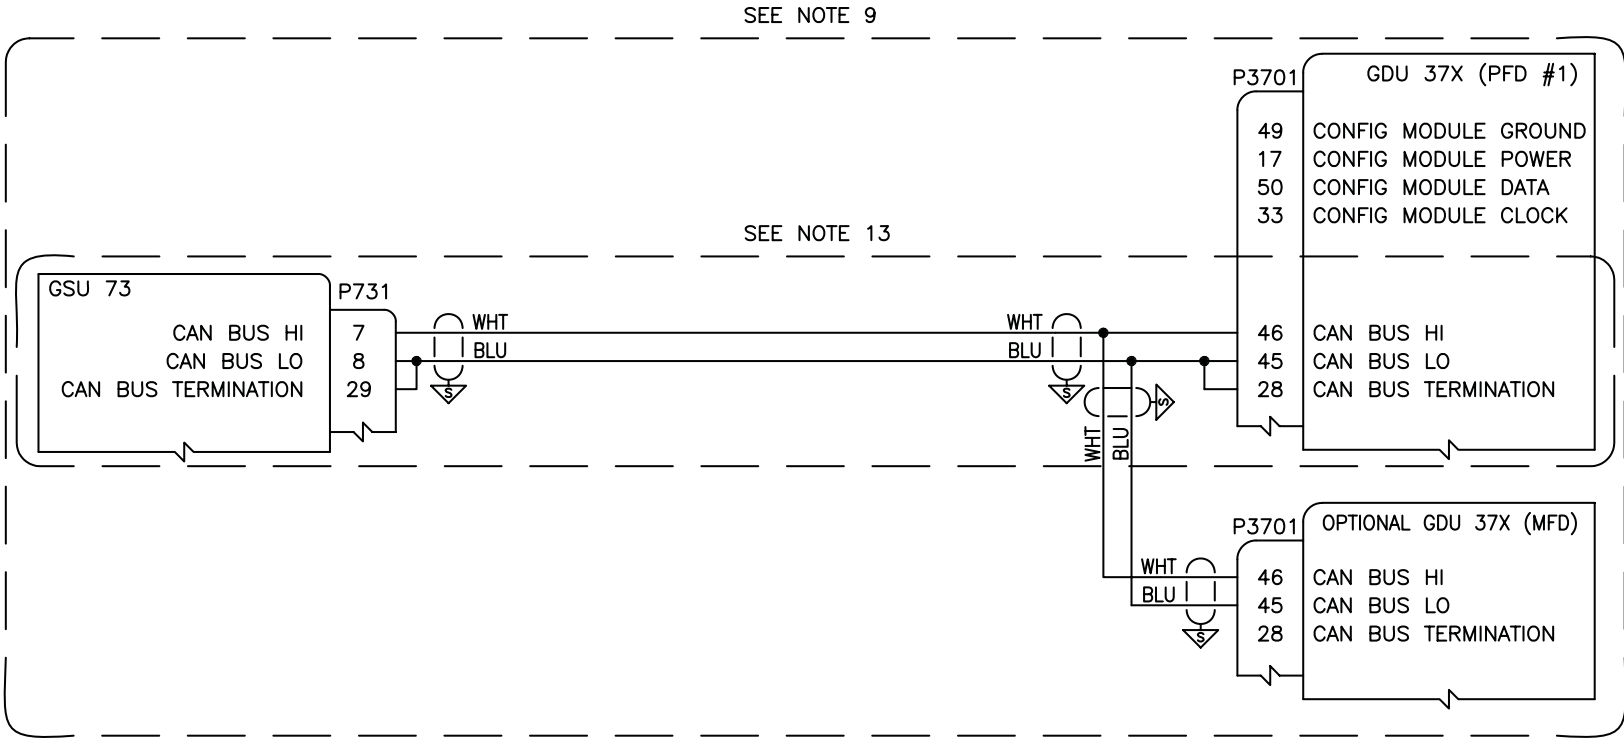 SEE NOTE 9
P3701
GDU 37X (PFD #1)
49 CONFIG MODULE GROUND
17 CONFIG MODULE POWER
50 CONFIG MODULE DATA
33 CONFIG MODULE CLOCK
SEE NOTE 13
GSU 73
P731
CAN BUS HI 7 WHT WHT 46 CAN BUS HI
CAN BUS LO 8 BLU BLU 45 CAN BUS LO
CAN BUS TERMINATION 29 28 CAN BUS TERMINATION
S
S
S
WHT
BLU
P3701
OPTIONAL GDU 37X (MFD)
WHT 46 CAN BUS HI
BLU 45 CAN BUS LO
28 CAN BUS TERMINATION
S